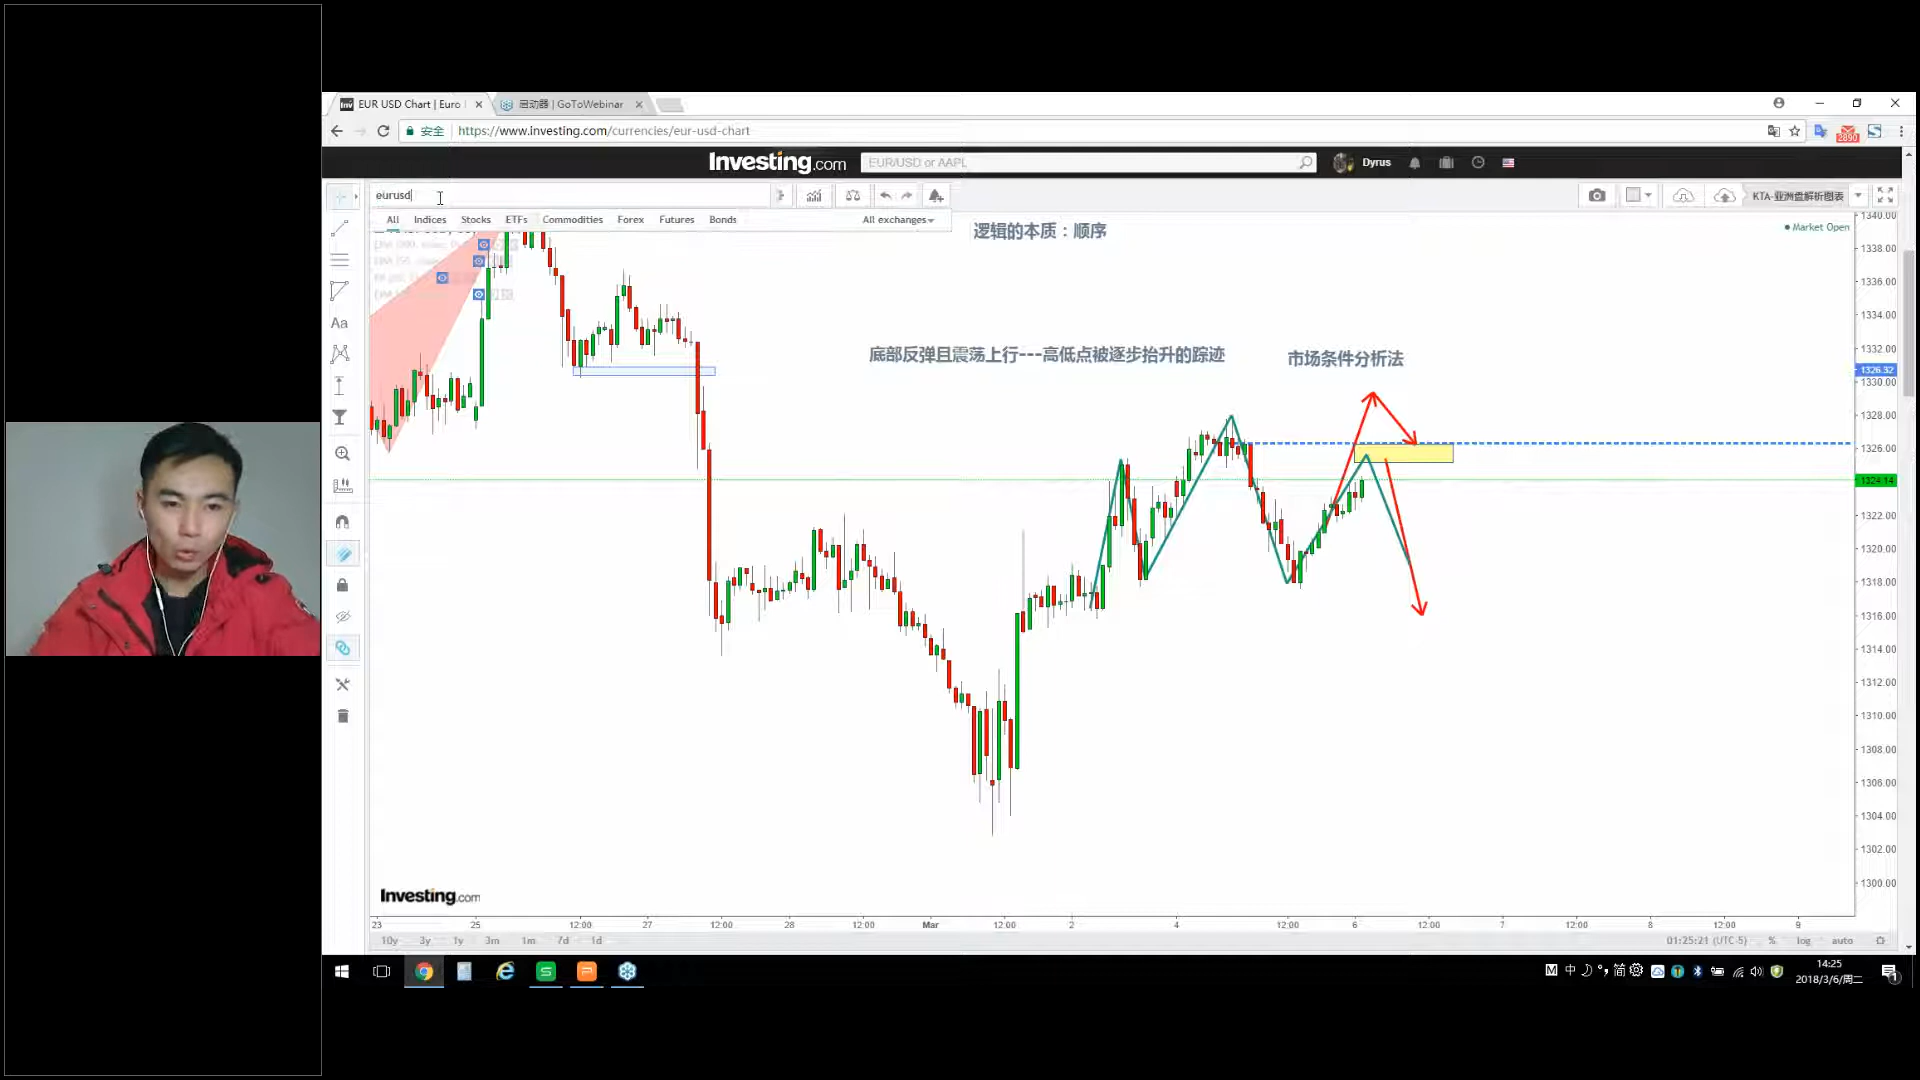 EUR USD Chart | Euro
启动器 | GoToWebinar
安全
https://www.investing.com/currencies/eur-usd-chart
2890
Investing.com
EUR/USD or AAPL
Dyrus
eurusd
KTA-亚洲盘解析图表
All
Indices
Stocks
ETFs
Commodities
Forex
Futures
Bonds
All exchanges
Market Open
逻辑的本质：顺序
底部反弹且震荡上行---高低点被逐步抬升的踪迹
市场条件分析法
Aa
1340.00
1338.00
1336.00
1334.00
1332.00
1326.32
1330.00
1328.00
1326.00
1324.14
1322.00
1320.00
1318.00
1316.00
1314.00
1312.00
1310.00
1308.00
1306.00
1304.00
1302.00
1300.00
Investing.com
23
25
12:00
27
12:00
28
12:00
Mar
12:00
2
4
12:00
6
12:00
7
12:00
8
12:00
9
10y
3y
1y
3m
1m
7d
1d
01:25:21 (UTC-5)
%
log
auto
M 中 简
14:25
2018/3/6/周二
1